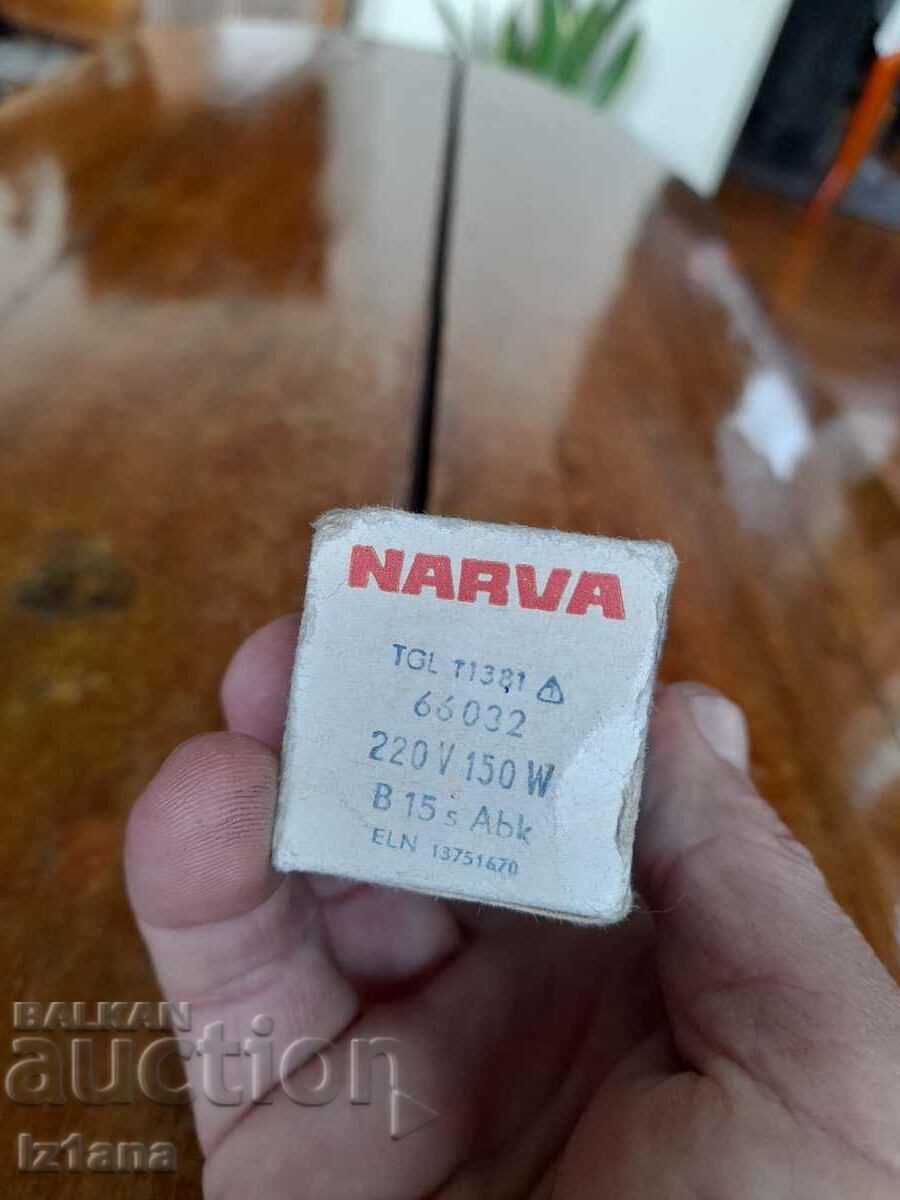 NARVA
TGL 11381
66032
220 V 150 W
B 15 s Abk
ELN 13751670
BALKAN
auction
Iz1ana